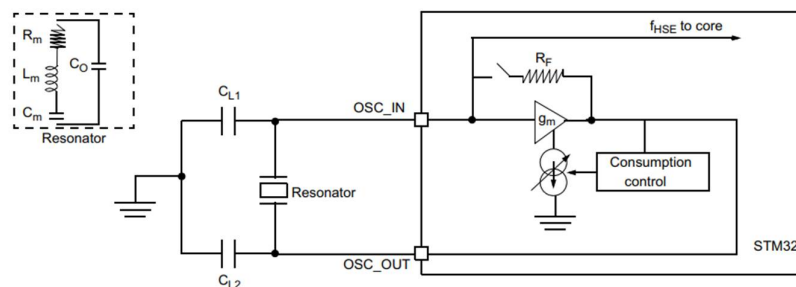 Rm
Lm
Cm
CO
Resonator
CL1
CL2
Resonator
OSC_IN
OSC_OUT
fHSE to core
RF
gm
Consumption
control
STM32